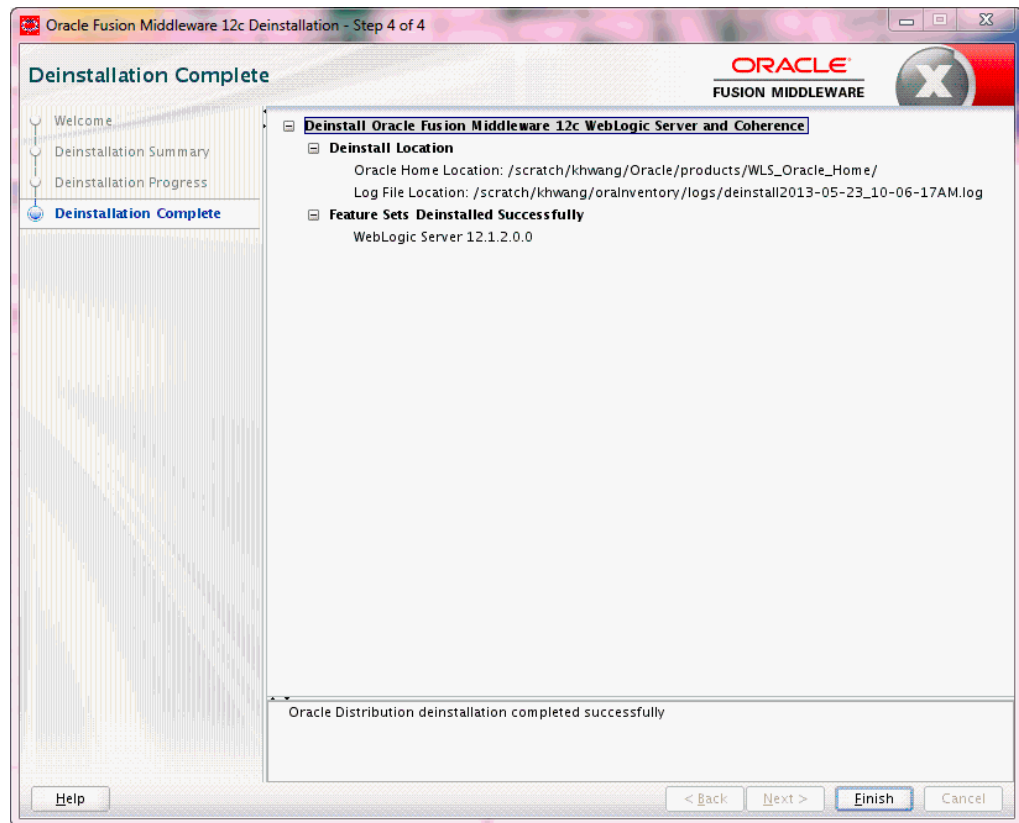 Oracle Fusion Middleware 12c Deinstallation - Step 4 of 4
Deinstallation Complete
ORACLE
FUSION MIDDLEWARE
Welcome
Deinstallation Summary
Deinstallation Progress
Deinstallation Complete
Deinstall Oracle Fusion Middleware 12c WebLogic Server and Coherence
Deinstall Location
Oracle Home Location: /scratch/khwang/Oracle/products/WLS_Oracle_Home/
Log File Location: /scratch/khwang/oraInventory/logs/deinstall2013-05-23_10-06-17AM.log
Feature Sets Deinstalled Successfully
WebLogic Server 12.1.2.0.0
Oracle Distribution deinstallation completed successfully
Help
< Back
Next >
Finish
Cancel